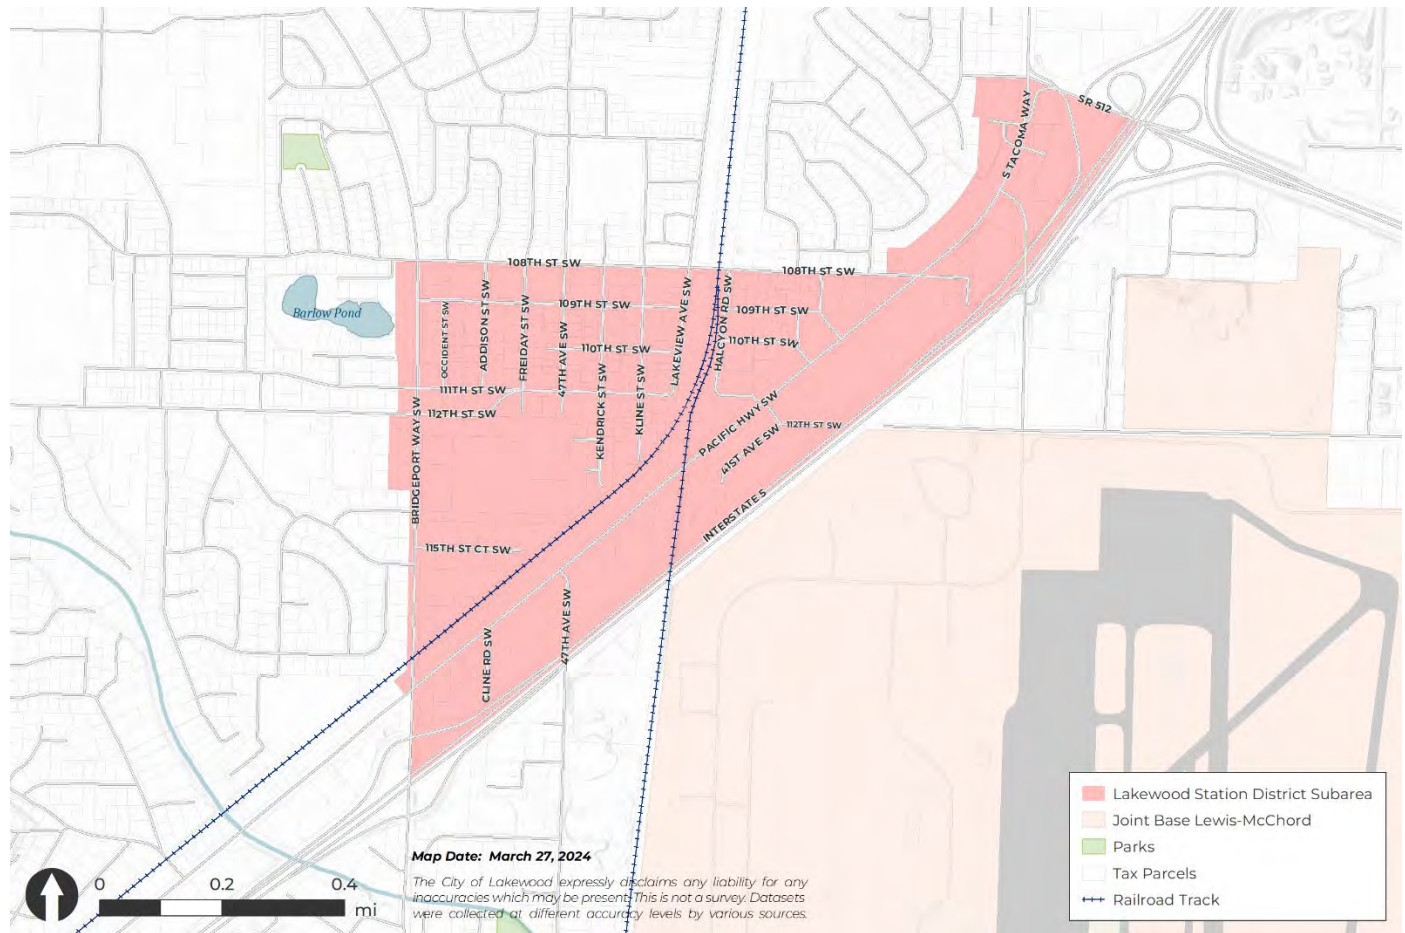 SR 512
S TACOMA WAY
108TH ST SW
108TH ST SW
Barlow Pond
OCCIDENT ST SW
ADDISON ST SW
FREIDAY ST SW
109TH ST SW
47TH AVE SW
110TH ST SW
LAKEVIEW AVE SW
HALCYON RD SW
109TH ST SW
110TH ST SW
111TH ST SW
112TH ST SW
KENDRICK ST SW
KLINE ST SW
PACIFIC HWY SW
41ST AVE SW
112TH ST SW
BRIDGEPORT WAY SW
INTERSTATE 5
115TH ST CT SW
CLINE RD SW
47TH AVE SW
Lakewood Station District Subarea
Joint Base Lewis-McChord
Parks
Tax Parcels
Railroad Track
Map Date: March 27, 2024
The City of Lakewood expressly disclaims any liability for any
inaccuracies which may be present. This is not a survey. Datasets
were collected at different accuracy levels by various sources.
0 0.2 0.4
mi